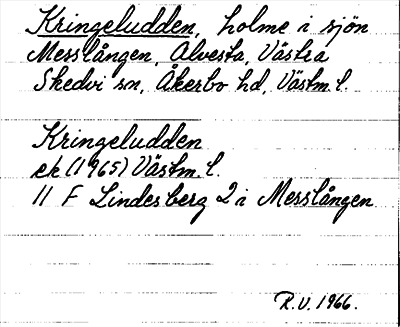 Kringeludden, holme i sjön
Messlången, Alvesta, Västra
Skedvi sn, Åkerbo hd, Västm. l.
Kringeludden
ek (1965) Västm. l.
11 F Lindesberg 2 i Messlången
R.V. 1966.